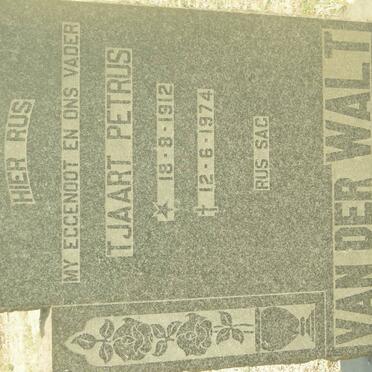 HIER RUS
MY EGGENOOT EN ONS VADER
TJAART PETRUS
18-8-1912
12-6-1974
RUS SAG
VAN DER WALT